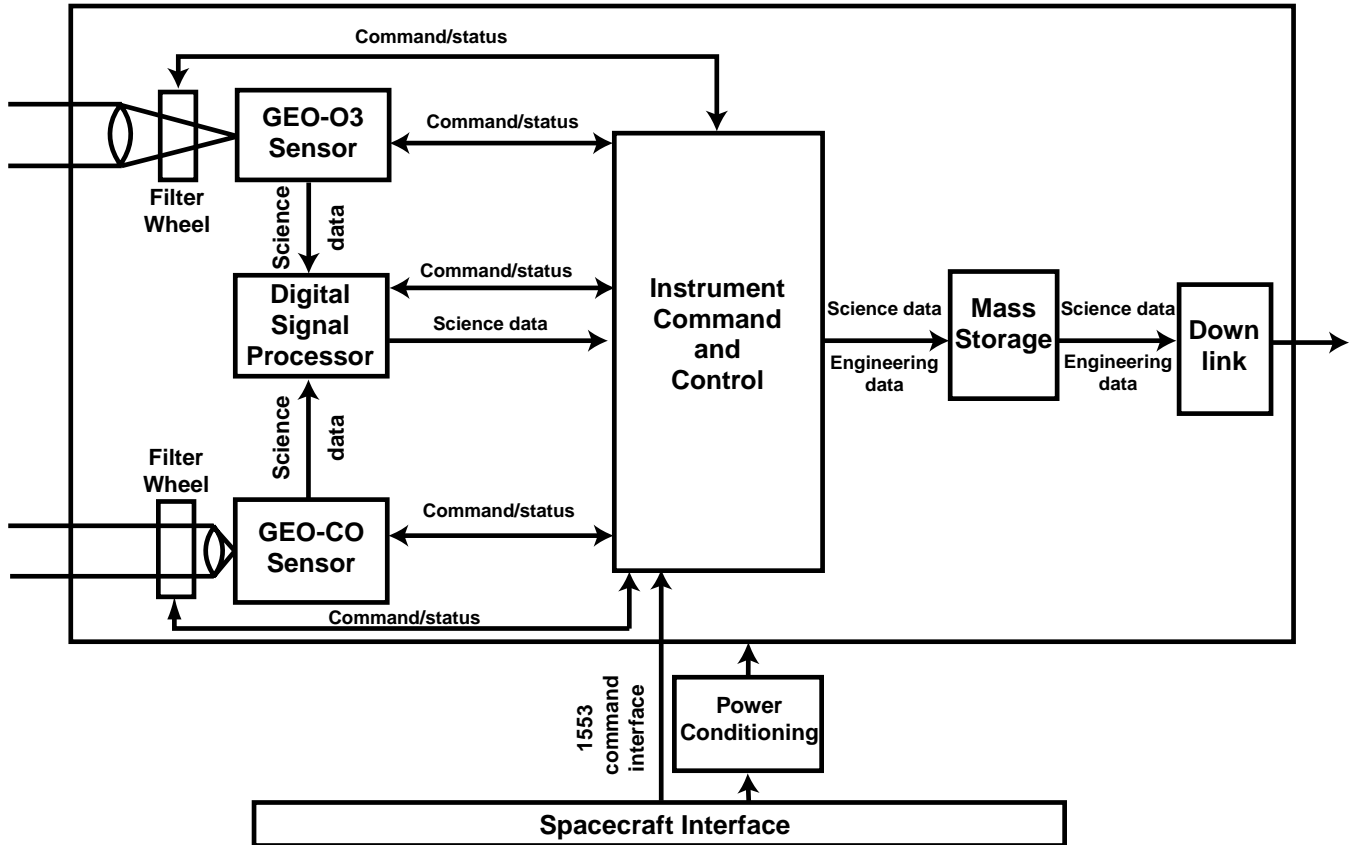 Command/status
GEO-O3
Sensor
Command/status
Filter
Wheel
Science
data
Digital
Signal
Processor
Command/status
Science data
Instrument
Command
and
Control
Science data
Engineering
data
Mass
Storage
Science data
Engineering
data
Down
link
Science
data
Filter
Wheel
GEO-CO
Sensor
Command/status
Command/status
1553
command
interface
Power
Conditioning
Spacecraft Interface